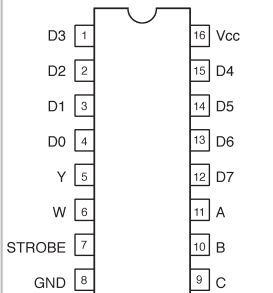 D3 1 16 Vcc
D2 2 15 D4
D1 3 14 D5
D0 4 13 D6
Y 5 12 D7
W 6 11 A
STROBE 7 10 B
GND 8 9 C